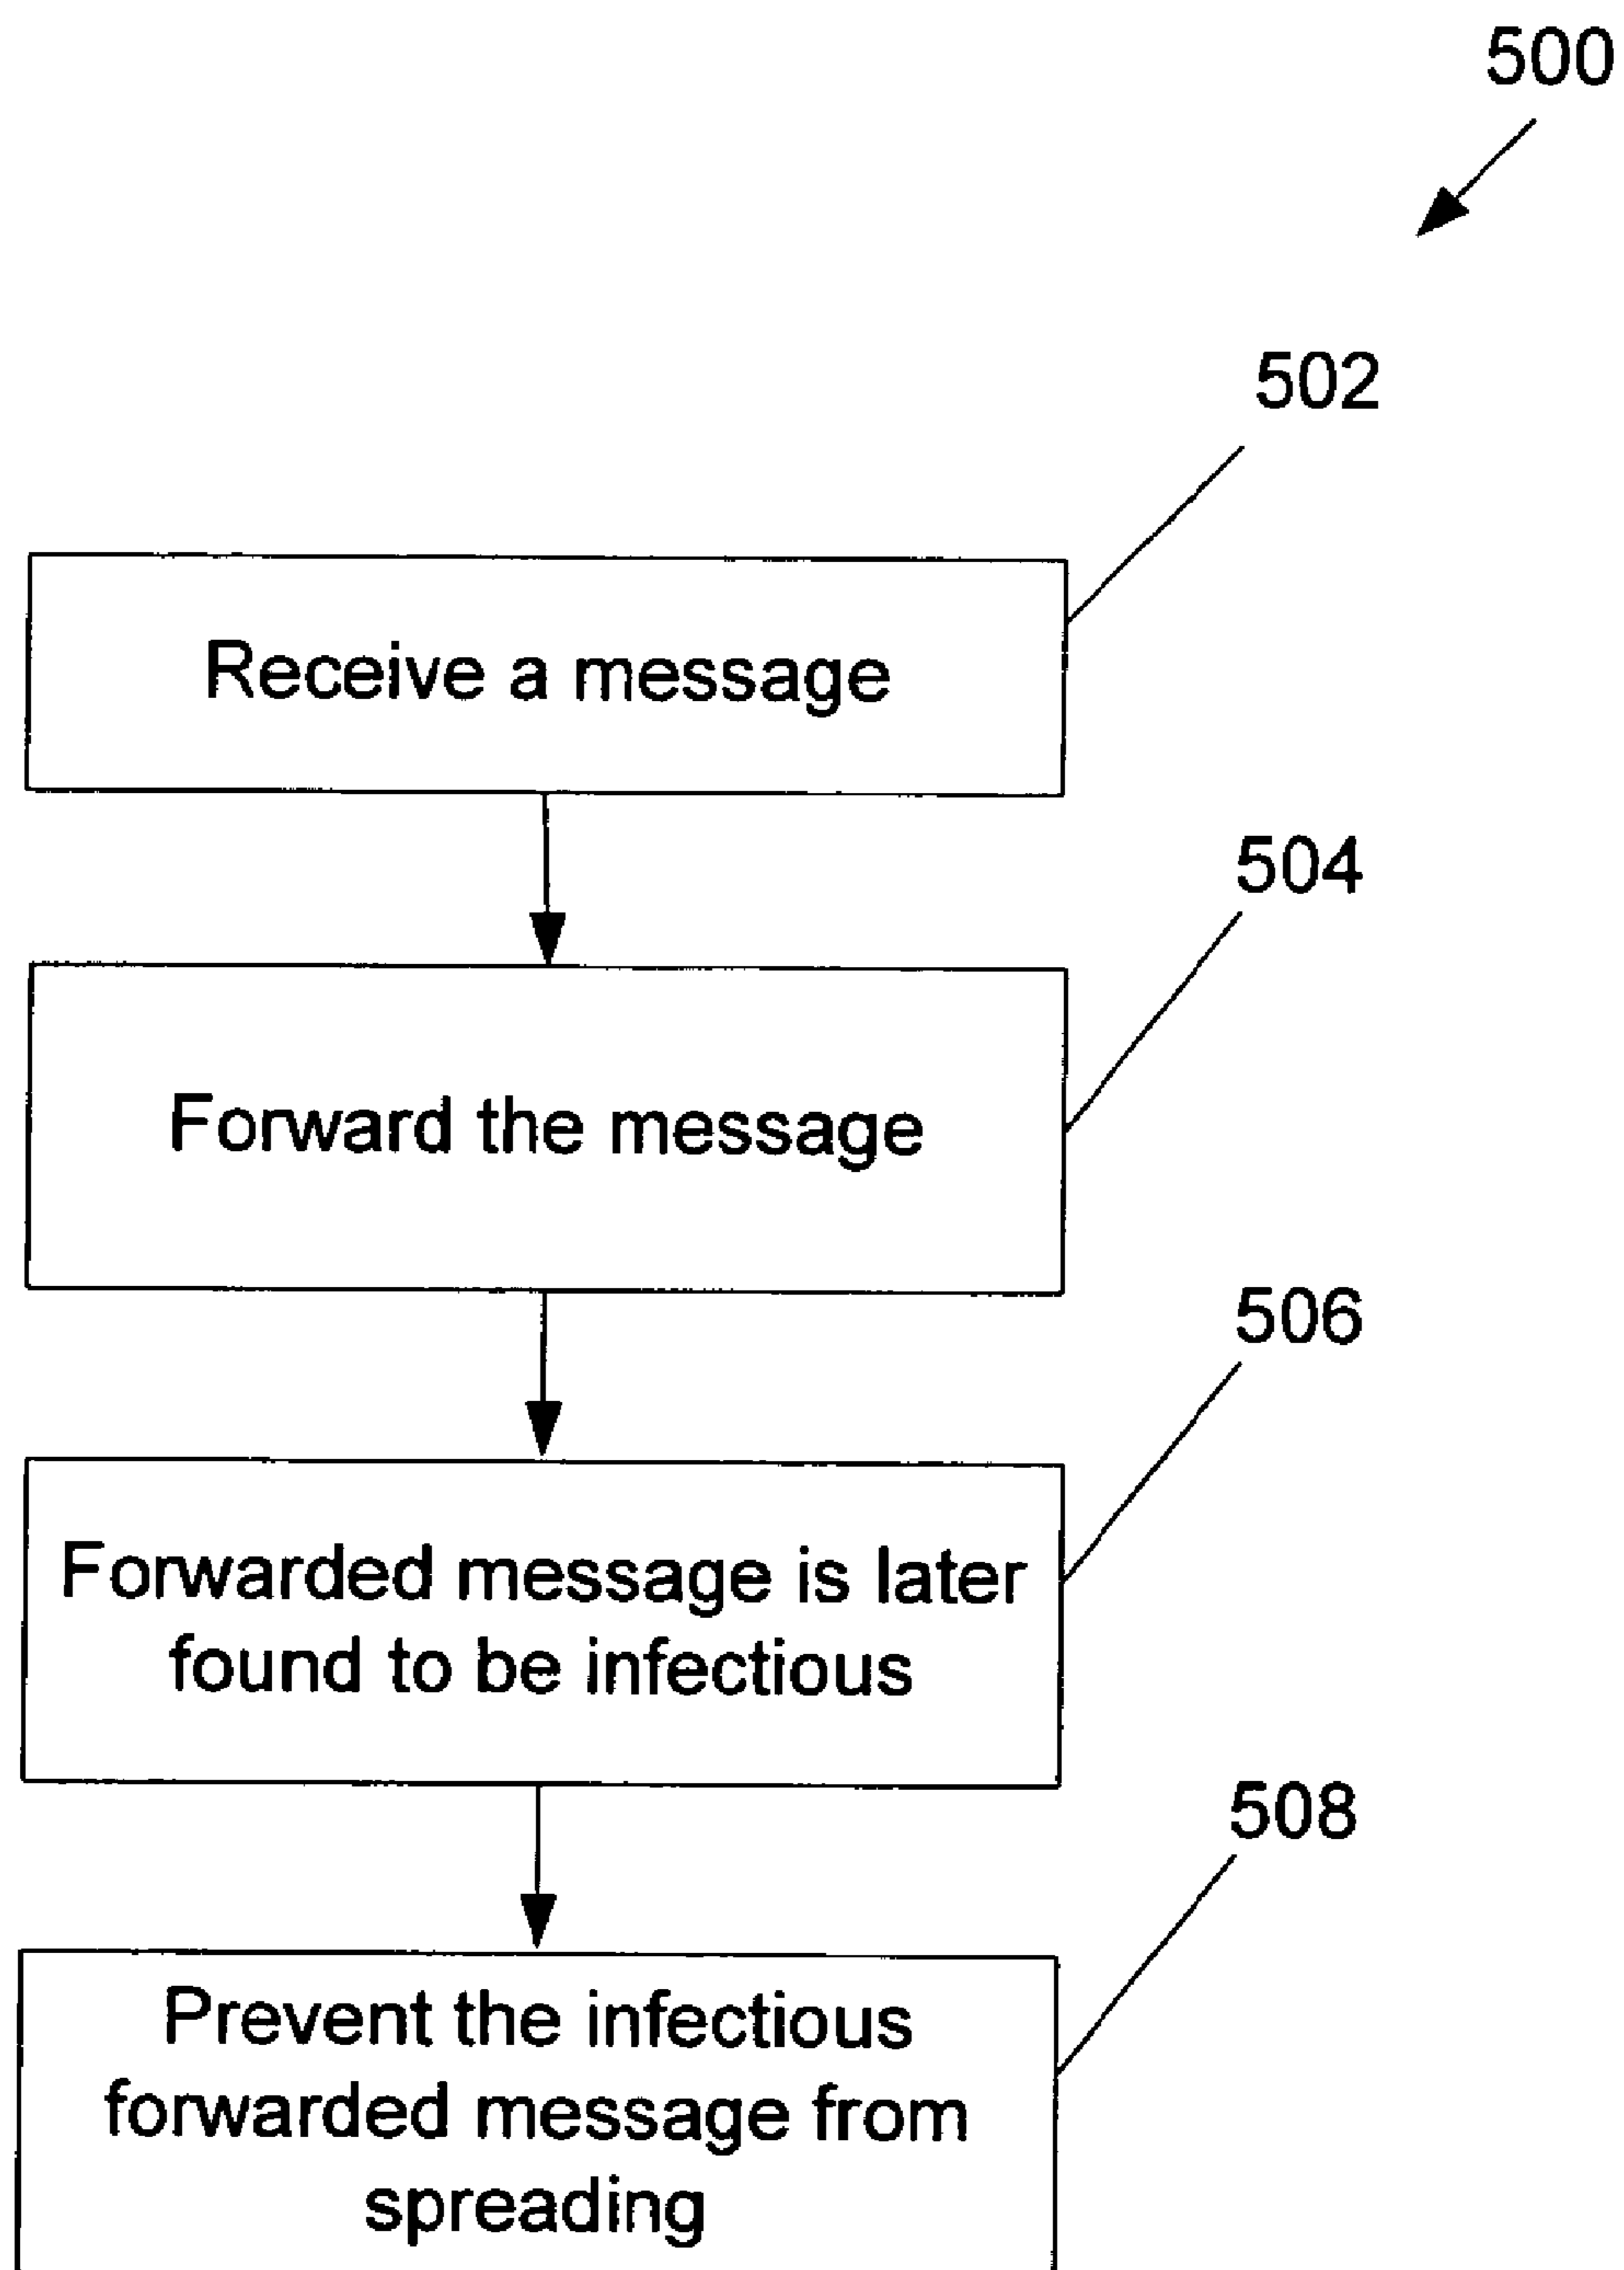 500
502
Receive a message
504
Forward the message
506
Forwarded message is later
found to be infectious
508
Prevent the infectious
forwarded message from
spreading